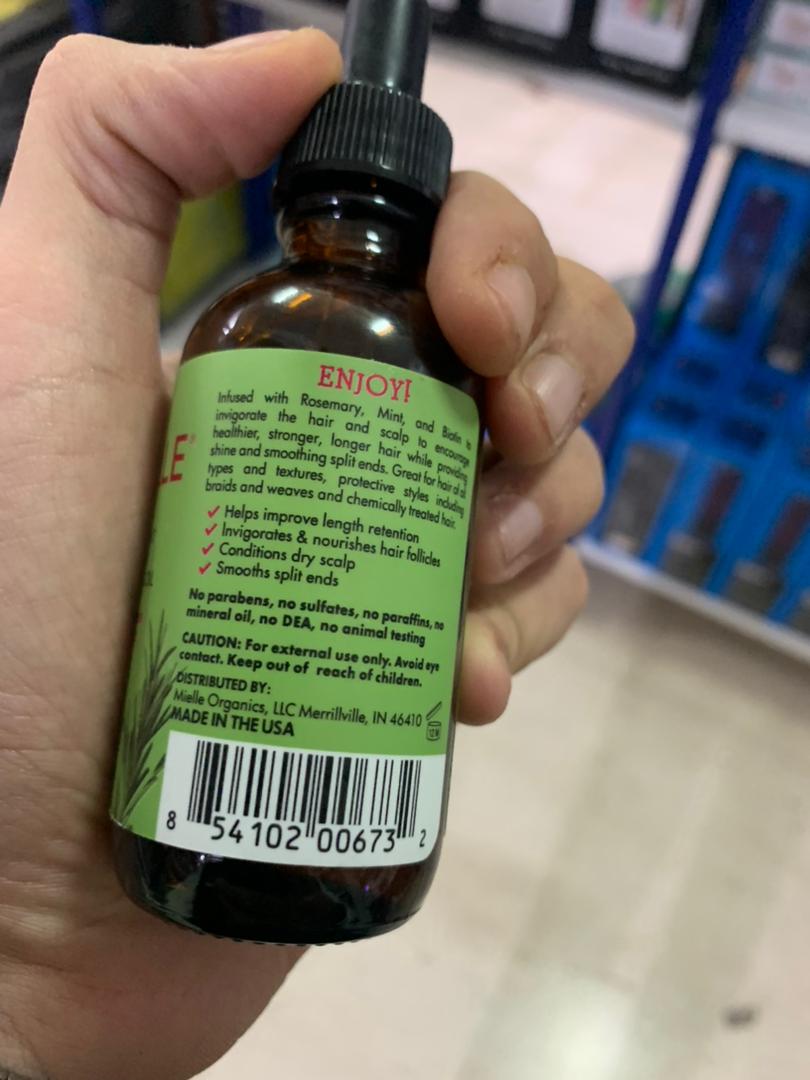 ENJOY!
Infused with Rosemary, Mint, and Biotin to
invigorate the hair and scalp to encourage
healthier, stronger, longer hair while providing
shine and smoothing split ends. Great for hair of all
types and textures, protective styles including
braids and weaves and chemically treated hair.
✓ Helps improve length retention
✓ Invigorates & nourishes hair follicles
✓ Conditions dry scalp
✓ Smooths split ends
No parabens, no sulfates, no paraffins, no
mineral oil, no DEA, no animal testing
CAUTION: For external use only. Avoid eye
contact. Keep out of reach of children.
DISTRIBUTED BY:
Mielle Organics, LLC Merrillville, IN 46410
MADE IN THE USA
12M
8 54102 00673 2
LE